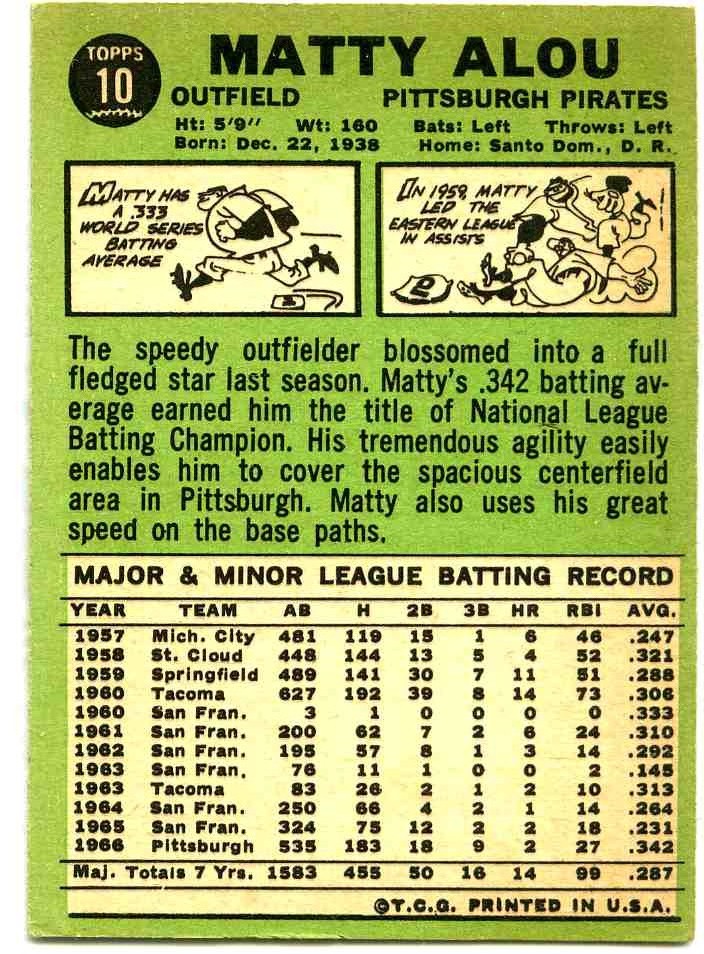 TOPPS
10
MATTY ALOU
OUTFIELD PITTSBURGH PIRATES
Ht: 5'9" Wt: 160 Bats: Left Throws: Left
Born: Dec. 22, 1938 Home: Santo Dom., D. R.
MATTY HAS
A .333
WORLD SERIES
BATTING
AVERAGE
IN 1959, MATTY
LED THE
EASTERN LEAGUE
IN ASSISTS
The speedy outfielder blossomed into a full
fledged star last season. Matty's .342 batting av-
erage earned him the title of National League
Batting Champion. His tremendous agility easily
enables him to cover the spacious centerfield
area in Pittsburgh. Matty also uses his great
speed on the base paths.
MAJOR & MINOR LEAGUE BATTING RECORD
YEAR TEAM AB H 2B 3B HR RBI AVG.
1957 Mich. City 481 119 15 1 6 46 .247
1958 St. Cloud 448 144 13 5 4 52 .321
1959 Springfield 489 141 30 7 11 51 .288
1960 Tacoma 627 192 39 8 14 73 .306
1960 San Fran. 3 1 0 0 0 0 .333
1961 San Fran. 200 62 7 2 6 24 .310
1962 San Fran. 195 57 8 1 3 14 .292
1963 San Fran. 76 11 1 0 0 2 .145
1963 Tacoma 83 26 2 1 2 10 .313
1964 San Fran. 250 66 4 2 1 14 .264
1965 San Fran. 324 75 12 2 2 18 .231
1966 Pittsburgh 535 183 18 9 2 27 .342
Maj. Totals 7 Yrs. 1583 455 50 16 14 99 .287
©T.C.G. PRINTED IN U.S.A.